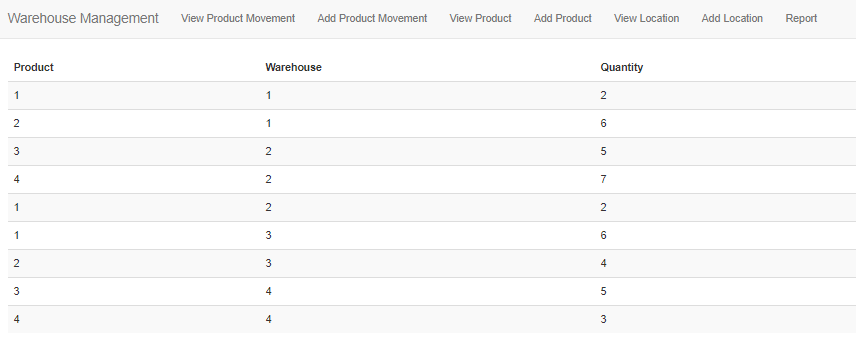 Warehouse Management View Product Movement Add Product Movement View Product Add Product View Location Add Location Report
Product Warehouse Quantity
1 1 2
2 1 6
3 2 5
4 2 7
1 2 2
1 3 6
2 3 4
3 4 5
4 4 3